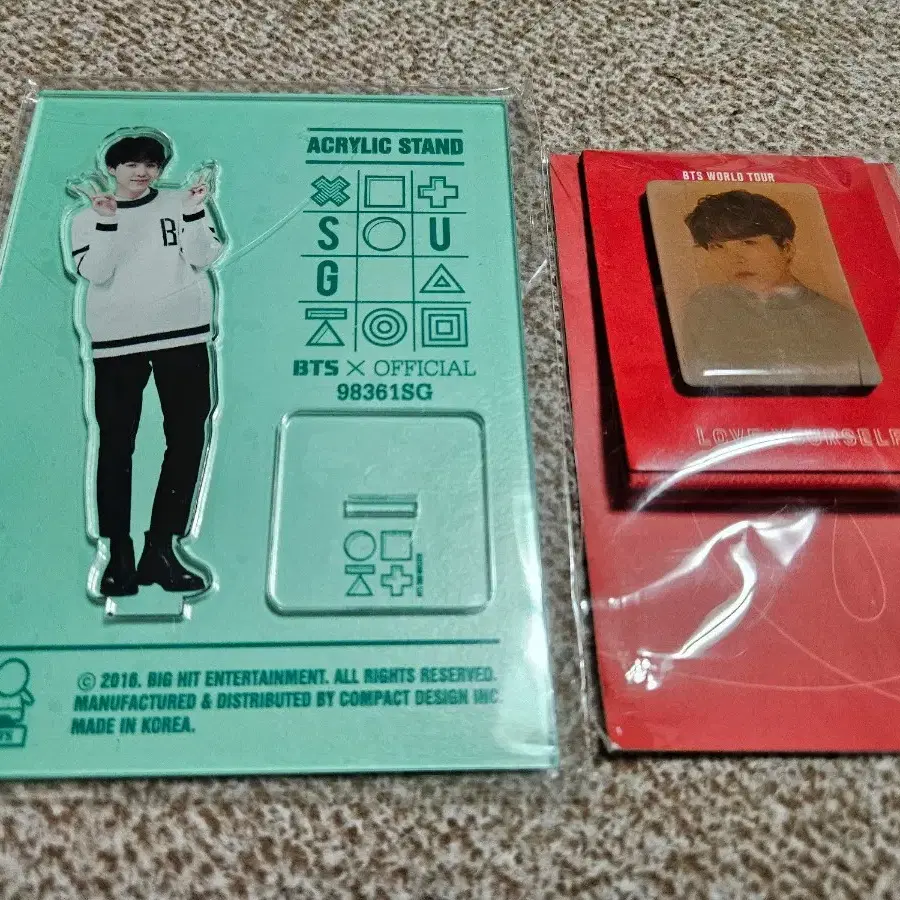 ACRYLIC STAND
S U
G
BTS X OFFICIAL
98361SG
© 2016. BIG HIT ENTERTAINMENT. ALL RIGHTS RESERVED.
MANUFACTURED & DISTRIBUTED BY COMPACT DESIGN INC.
MADE IN KOREA.
B
BTS WORLD TOUR
LOVE YOURSELF